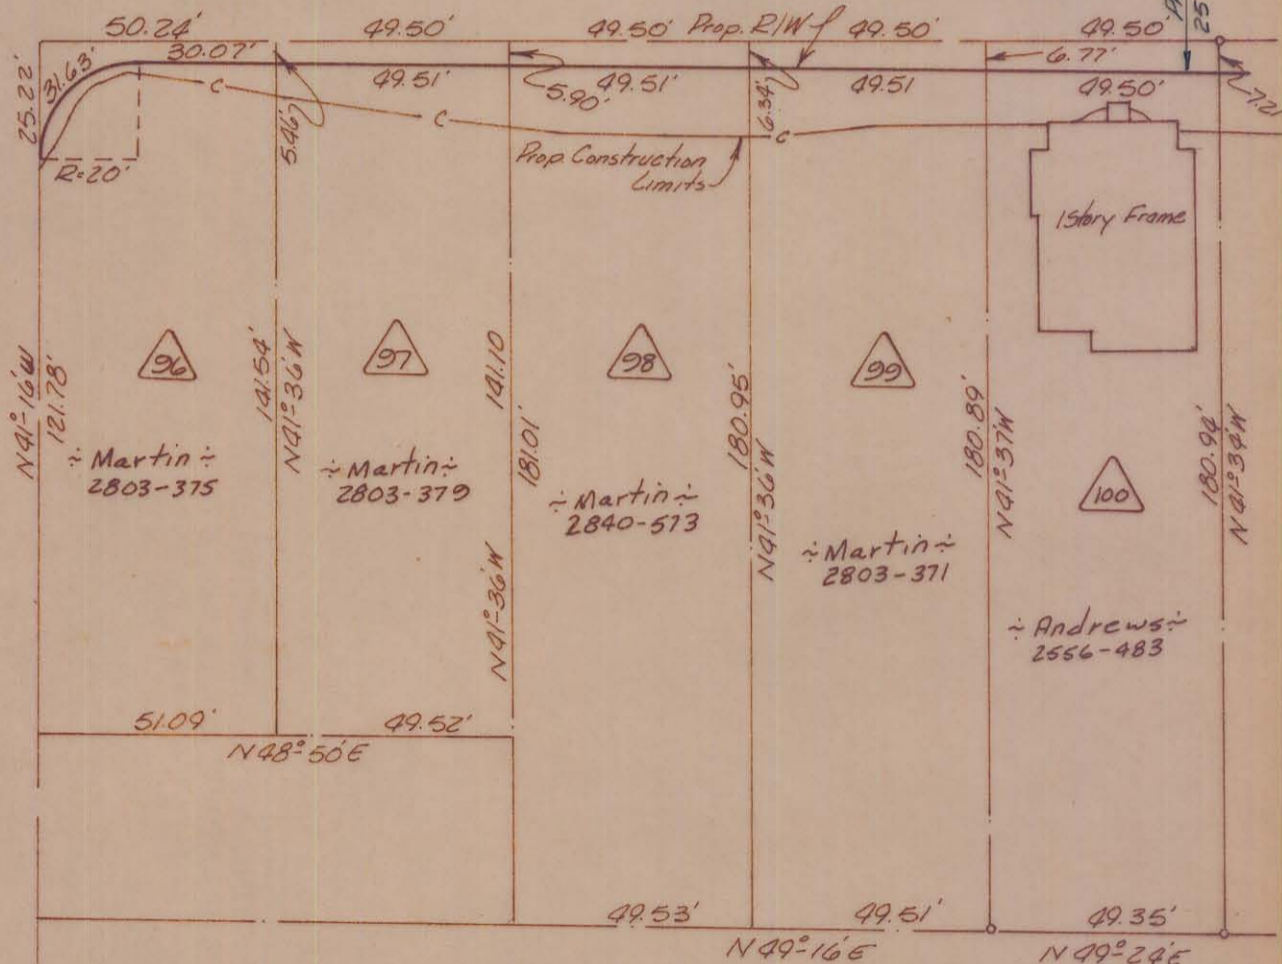 50.24'
49.50'
49.50'
Prop. R/W
49.50'
49.50'
25'
25.22'
31.63'
30.07'
49.51'
5.90'
49.51'
49.51
6.77'
49.50'
7.21
C
5.46'
C
6.34'
C
R=20'
Prop. Construction
Limits
1 Story Frame
96
97
98
99
100
N41°-16'W
121.78'
141.54'
N41°-36'W
141.10
181.01'
N41°-36'W
180.95'
N41°-36'W
180.89'
N41°-37'W
180.94'
N41°-34'W
÷ Martin ÷
2803-375
÷ Martin ÷
2803-379
÷ Martin ÷
2840-573
÷ Martin ÷
2803-371
÷ Andrews ÷
2556-483
51.09'
49.52'
N48°-50'E
49.53'
49.51'
49.35'
N49°-16'E
N49°-24'E